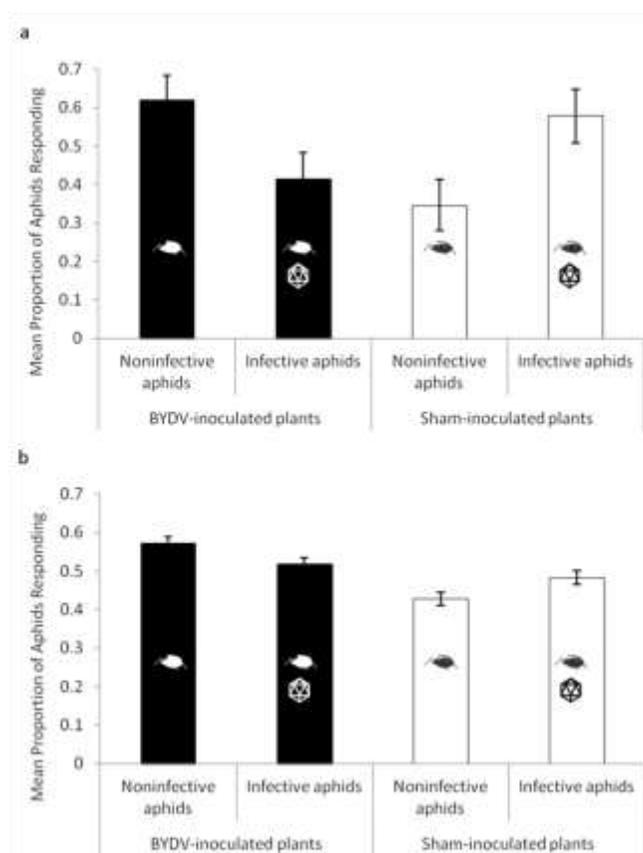 a
Mean Proportion of Aphids Responding
0.7
0.6
0.5
0.4
0.3
0.2
0.1
0
Noninfective
aphids
Infective aphids
Noninfective
aphids
Infective aphids
BYDV-inoculated plants
Sham-inoculated plants
b
Mean Proportion of Aphids Responding
0.7
0.6
0.5
0.4
0.3
0.2
0.1
0
Noninfective
aphids
Infective aphids
Noninfective
aphids
Infective aphids
BYDV-inoculated plants
Sham-inoculated plants